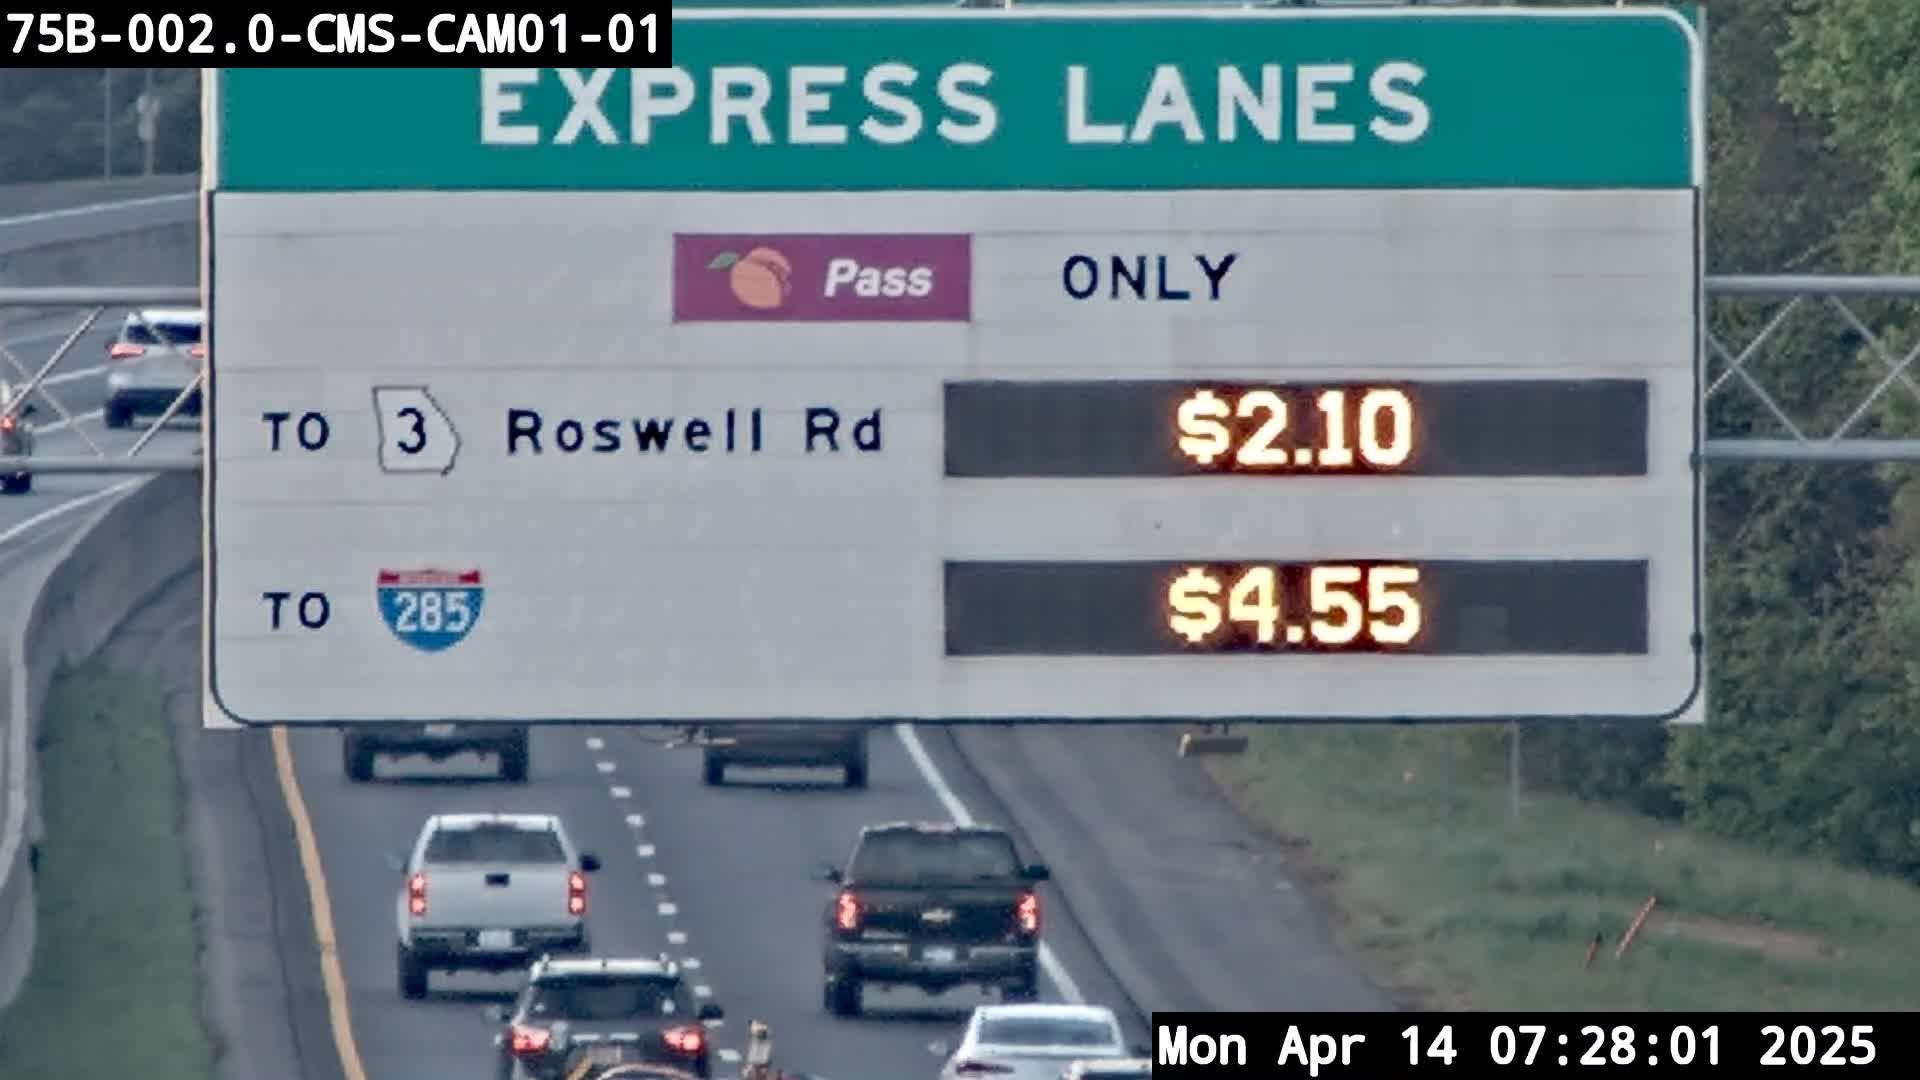 75B-002.0-CMS-CAM01-01
EXPRESS LANES
Pass ONLY
TO 3 Roswell Rd $2.10
TO 285 $4.55
Mon Apr 14 07:28:01 2025